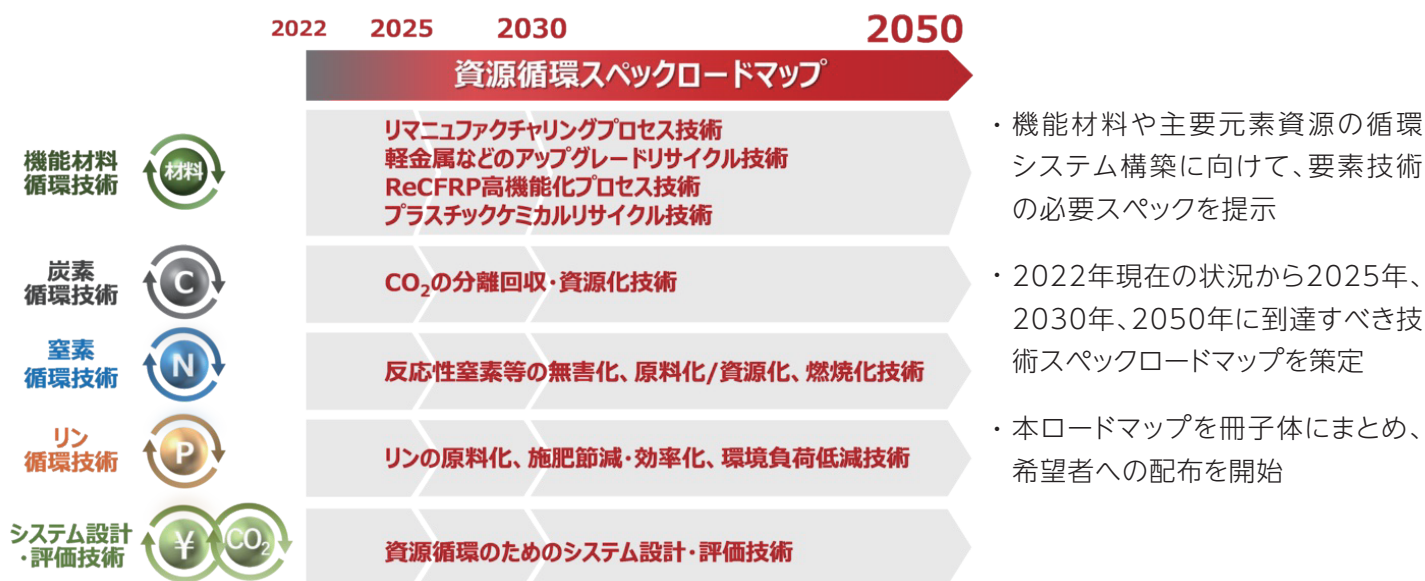 2022 2025 2030 2050
資源循環スペックロードマップ
機能材料
循環技術
材料
リマニュファクチャリングプロセス技術
軽金属などのアップグレードリサイクル技術
ReCFRP高機能化プロセス技術
プラスチックケミカルリサイクル技術
炭素
循環技術
C
CO₂の分離回収・資源化技術
窒素
循環技術
N
反応性窒素等の無害化、原料化/資源化、燃焼化技術
リン
循環技術
P
リンの原料化、施肥節減・効率化、環境負荷低減技術
システム設計
・評価技術
¥ CO₂
資源循環のためのシステム設計・評価技術
・機能材料や主要元素資源の循環
システム構築に向けて、要素技術
の必要スペックを提示
・2022年現在の状況から2025年、
2030年、2050年に到達すべき技
術スペックロードマップを策定
・本ロードマップを冊子体にまとめ、
希望者への配布を開始